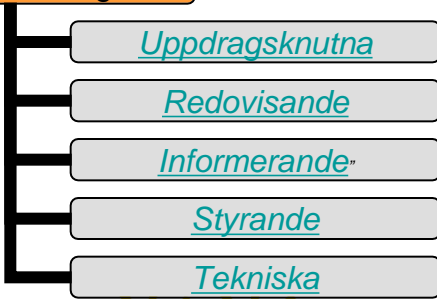 Uppdragsknutna
Redovisande
Informerande"
Styrande
Tekniska